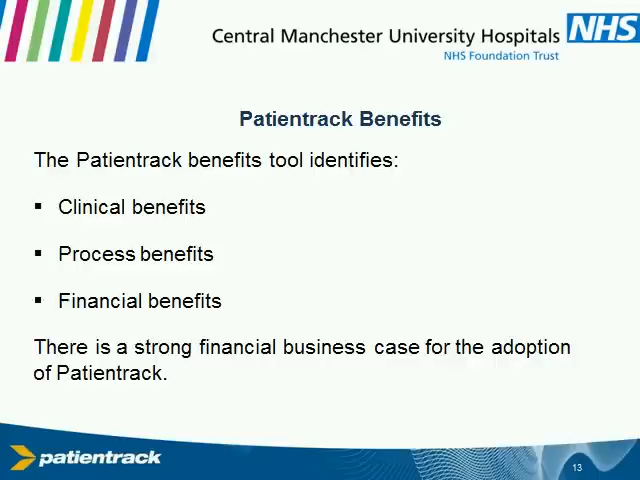 Central Manchester University Hospitals NHS
NHS Foundation Trust
Patientrack Benefits
The Patientrack benefits tool identifies:
▪ Clinical benefits
▪ Process benefits
▪ Financial benefits
There is a strong financial business case for the adoption
of Patientrack.
patientrack
13